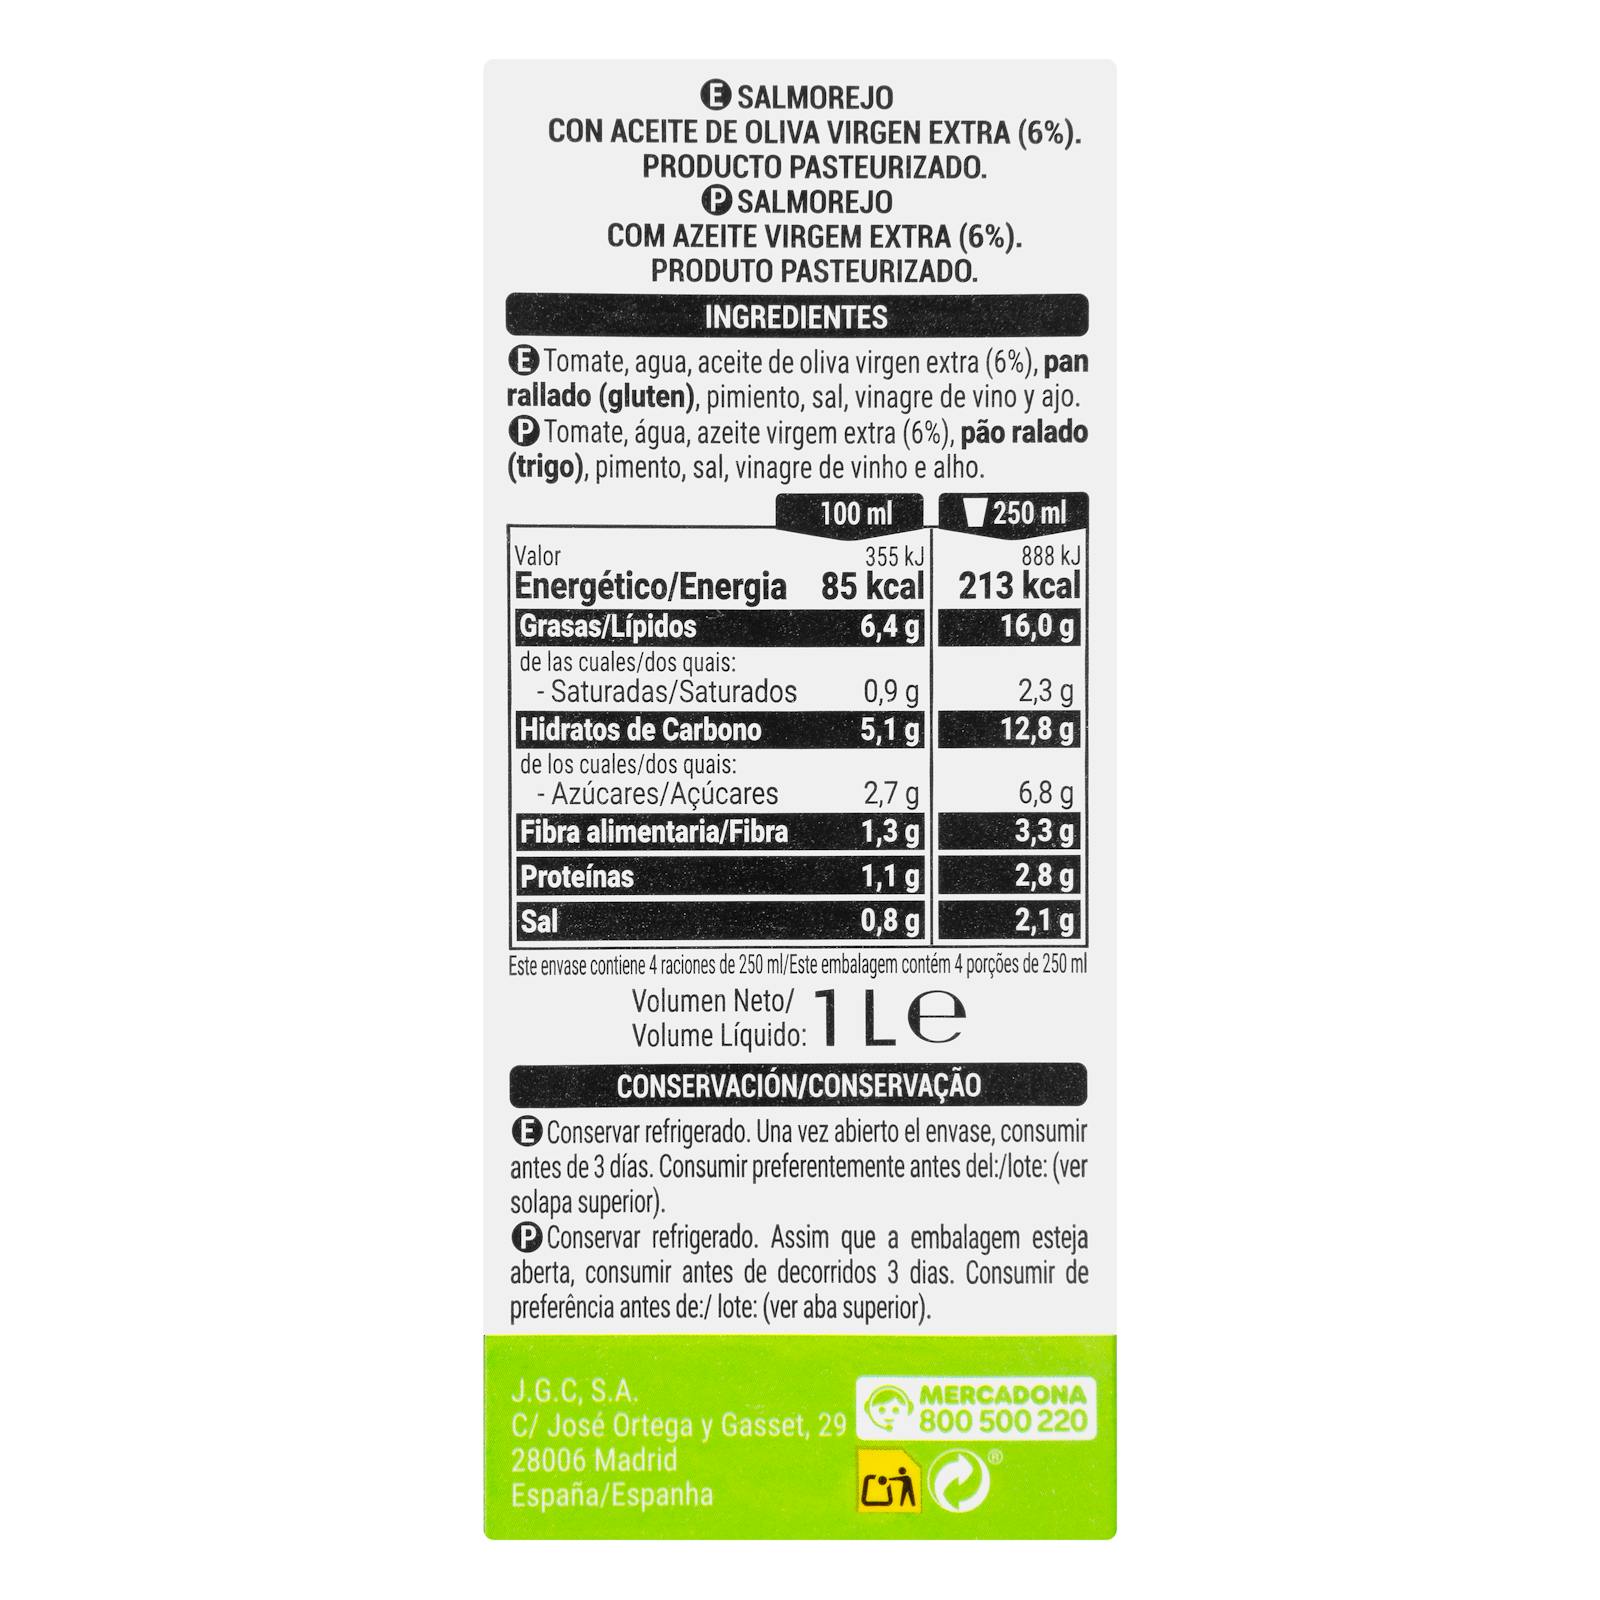 E SALMOREJO
CON ACEITE DE OLIVA VIRGEN EXTRA (6%).
PRODUCTO PASTEURIZADO.
P SALMOREJO
COM AZEITE VIRGEM EXTRA (6%).
PRODUTO PASTEURIZADO.
INGREDIENTES
E Tomate, agua, aceite de oliva virgen extra (6%), pan
rallado (gluten), pimiento, sal, vinagre de vino y ajo.
P Tomate, água, azeite virgem extra (6%), pão ralado
(trigo), pimento, sal, vinagre de vinho e alho.
100 ml 250 ml
Valor 355 kJ 888 kJ
Energético/Energia 85 kcal 213 kcal
Grasas/Lípidos 6,4 g 16,0 g
de las cuales/dos quais:
- Saturadas/Saturados 0,9 g 2,3 g
Hidratos de Carbono 5,1 g 12,8 g
de los cuales/dos quais:
- Azúcares/Açúcares 2,7 g 6,8 g
Fibra alimentaria/Fibra 1,3 g 3,3 g
Proteínas 1,1 g 2,8 g
Sal 0,8 g 2,1 g
Este envase contiene 4 raciones de 250 ml/Este embalagem contém 4 porções de 250 ml
Volumen Neto/
Volume Líquido: 1 L e
CONSERVACIÓN/CONSERVAÇÃO
E Conservar refrigerado. Una vez abierto el envase, consumir
antes de 3 días. Consumir preferentemente antes del:/lote: (ver
solapa superior).
P Conservar refrigerado. Assim que a embalagem esteja
aberta, consumir antes de decorridos 3 dias. Consumir de
preferência antes de:/ lote: (ver aba superior).
J.G.C, S.A.
C/ José Ortega y Gasset, 29
28006 Madrid
España/Espanha
MERCADONA
800 500 220
®